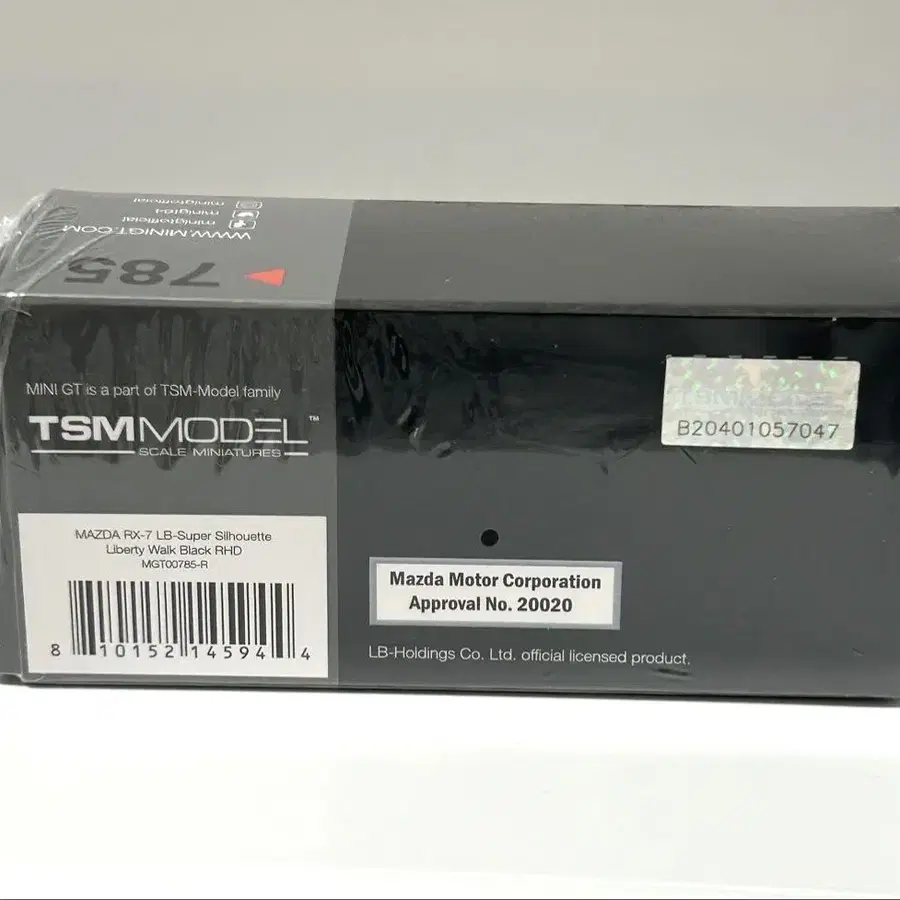 minigtofficial
minigt64
minigtofficial
WWW.MINIGT.COM
785
MINI GT is a part of TSM-Model family
TSMMODEL™
SCALE MINIATURES
TSMMODEL
B20401057047
MAZDA RX-7 LB-Super Silhouette
Liberty Walk Black RHD
MGT00785-R
8 10152 14594 4
Mazda Motor Corporation
Approval No. 20020
LB-Holdings Co. Ltd. official licensed product.